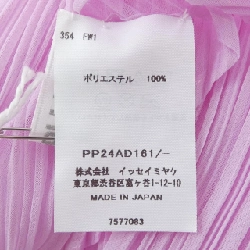 354 FW1
ポリエステル 100%
PP24AD161/-
株式会社 イッセイミヤケ
東京都渋谷区富ヶ谷1-12-10
MADE IN JAPAN
7577083